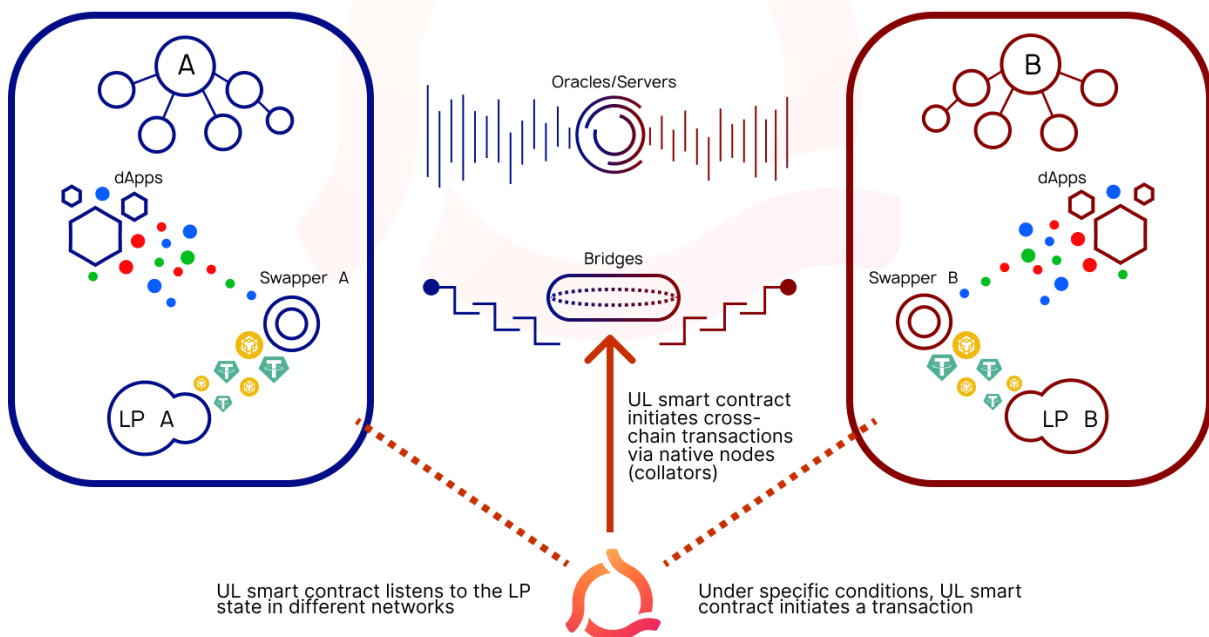 A
B
Oracles/Servers
dApps
dApps
Swapper A
Bridges
Swapper B
LP A
LP B
UL smart contract
initiates cross-
chain transactions
via native nodes
(collators)
UL smart contract listens to the LP
state in different networks
Under specific conditions, UL smart
contract initiates a transaction